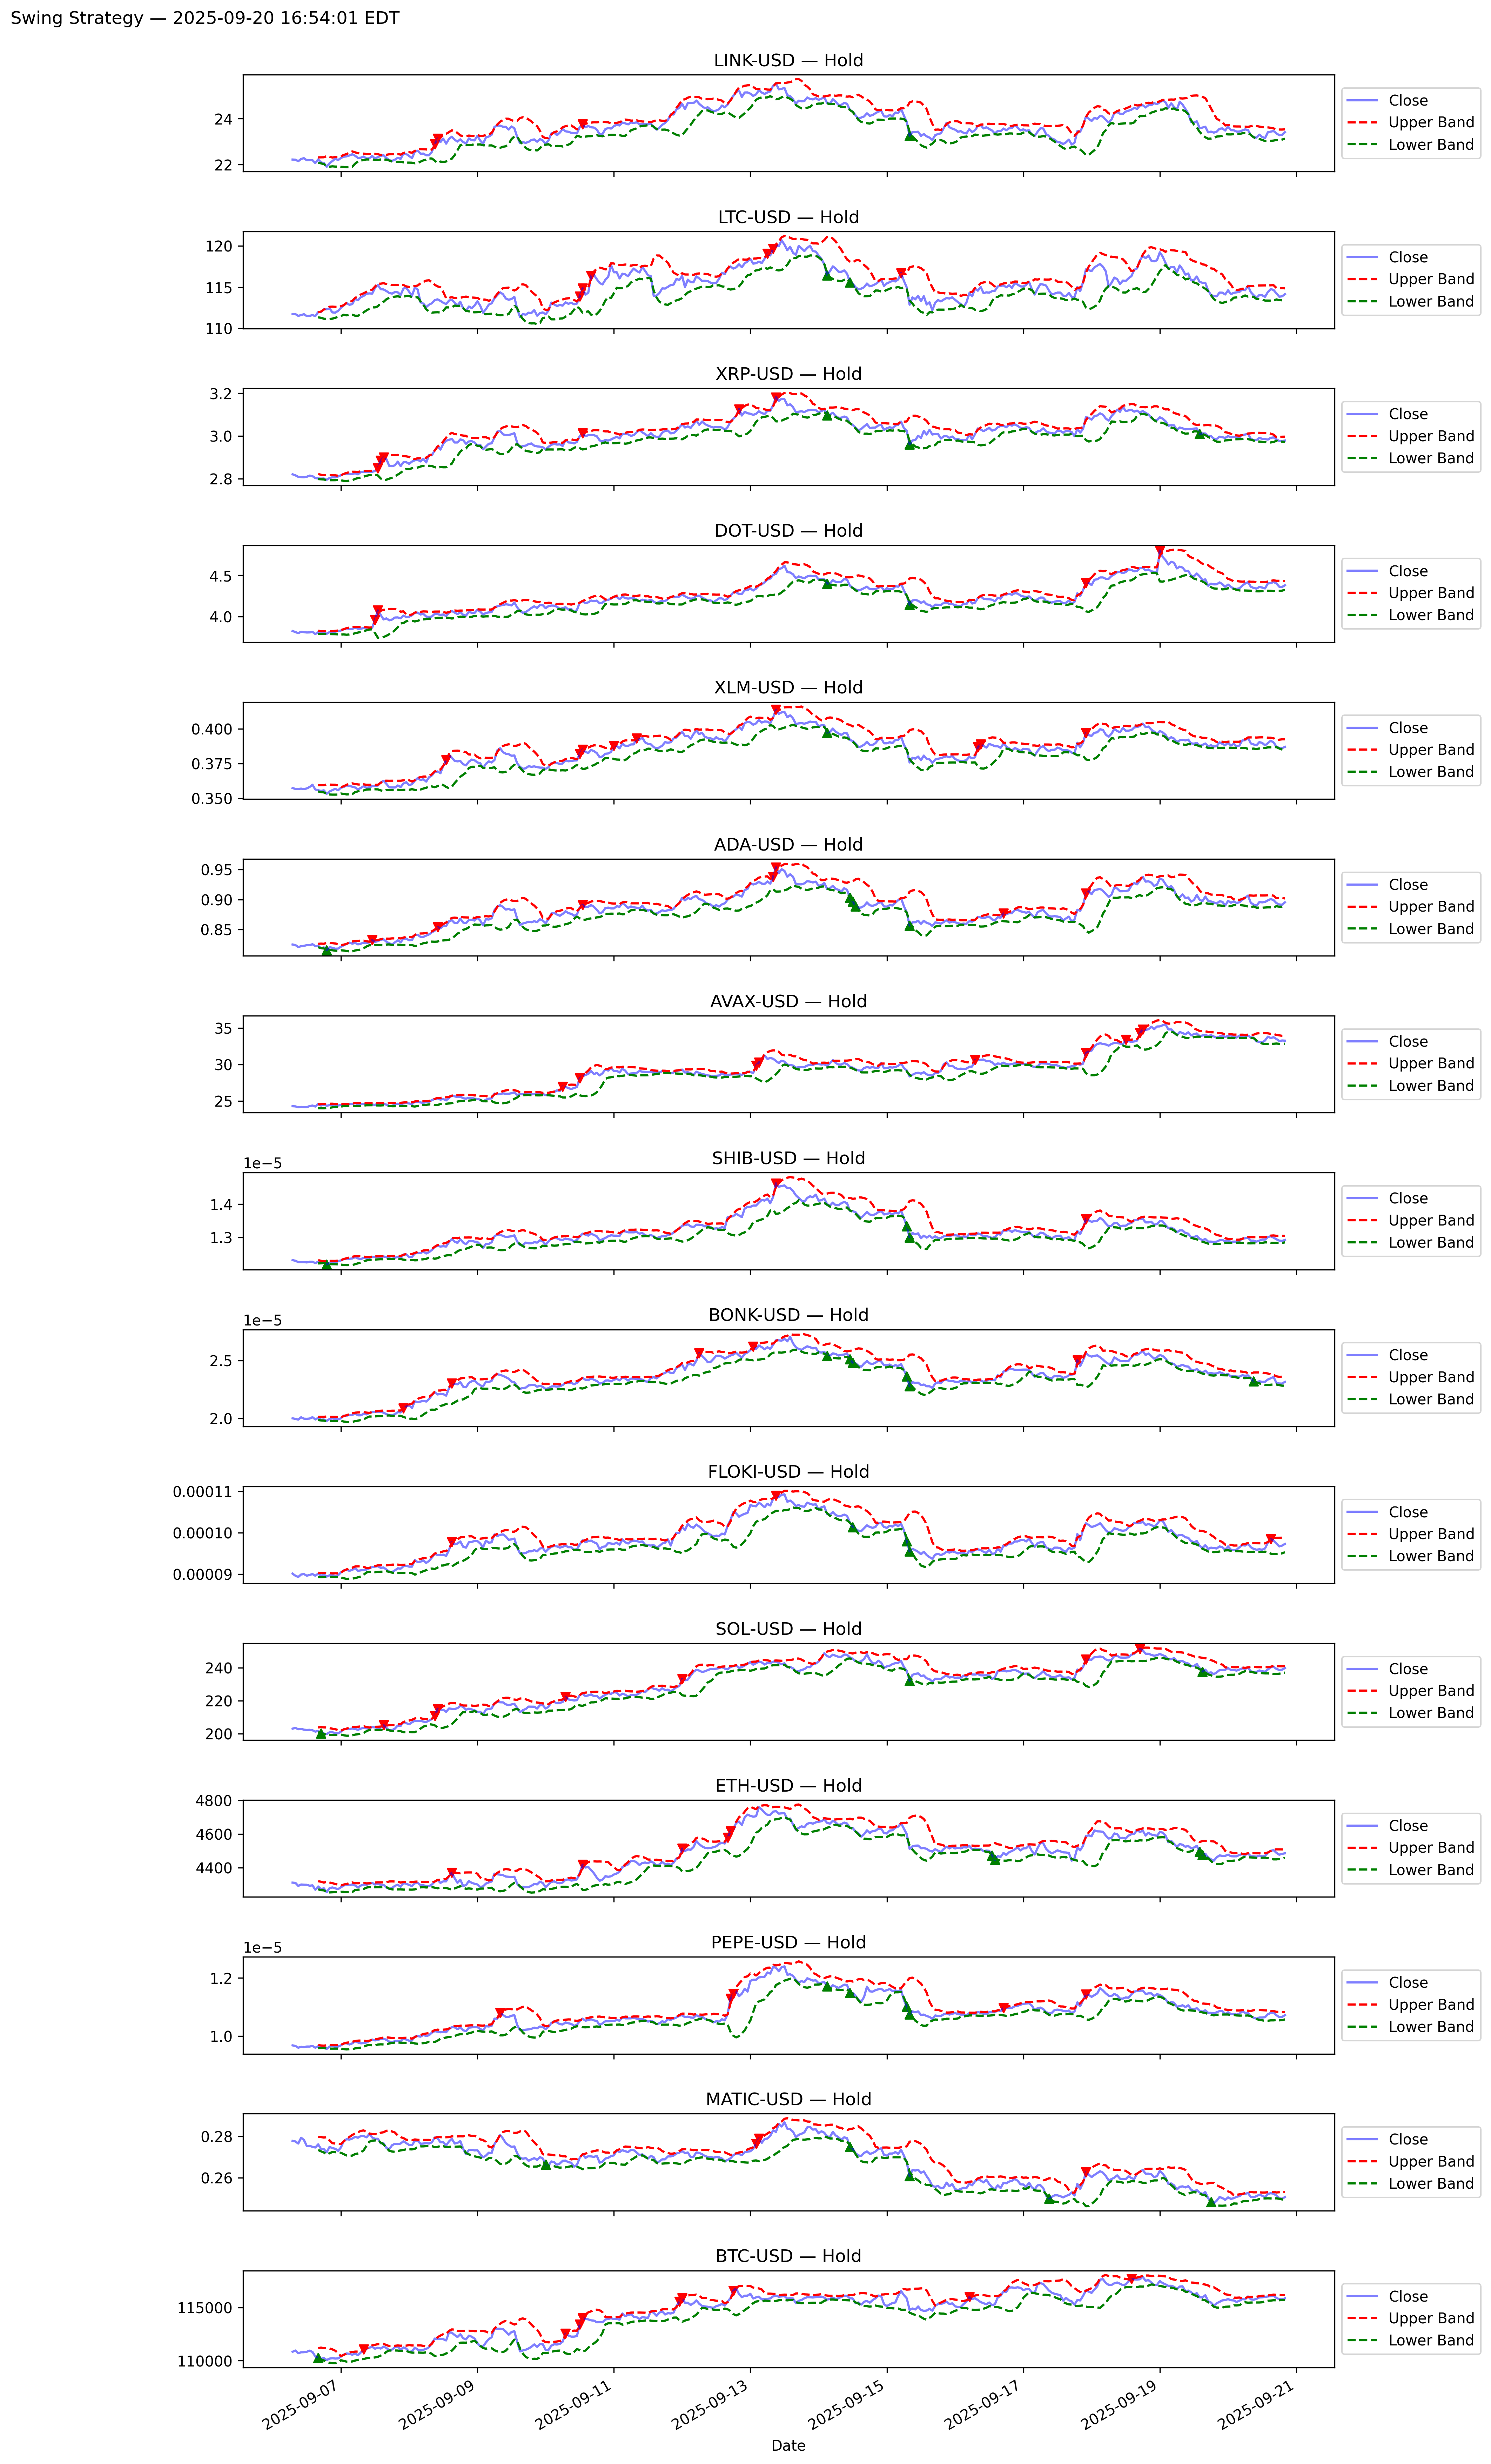 Swing Strategy — 2025-09-20 16:54:01 EDT
LINK-USD — Hold
24
22
Close
Upper Band
Lower Band
LTC-USD — Hold
120
115
110
Close
Upper Band
Lower Band
XRP-USD — Hold
3.2
3.0
2.8
Close
Upper Band
Lower Band
DOT-USD — Hold
4.5
4.0
Close
Upper Band
Lower Band
XLM-USD — Hold
0.400
0.375
0.350
Close
Upper Band
Lower Band
ADA-USD — Hold
0.95
0.90
0.85
Close
Upper Band
Lower Band
AVAX-USD — Hold
35
30
25
Close
Upper Band
Lower Band
SHIB-USD — Hold
1e−5
1.4
1.3
Close
Upper Band
Lower Band
BONK-USD — Hold
1e−5
2.5
2.0
Close
Upper Band
Lower Band
FLOKI-USD — Hold
0.00011
0.00010
0.00009
Close
Upper Band
Lower Band
SOL-USD — Hold
240
220
200
Close
Upper Band
Lower Band
ETH-USD — Hold
4800
4600
4400
Close
Upper Band
Lower Band
PEPE-USD — Hold
1e−5
1.2
1.0
Close
Upper Band
Lower Band
MATIC-USD — Hold
0.28
0.26
Close
Upper Band
Lower Band
BTC-USD — Hold
115000
110000
Close
Upper Band
Lower Band
2025-09-07
2025-09-09
2025-09-11
2025-09-13
2025-09-15
2025-09-17
2025-09-19
2025-09-21
Date